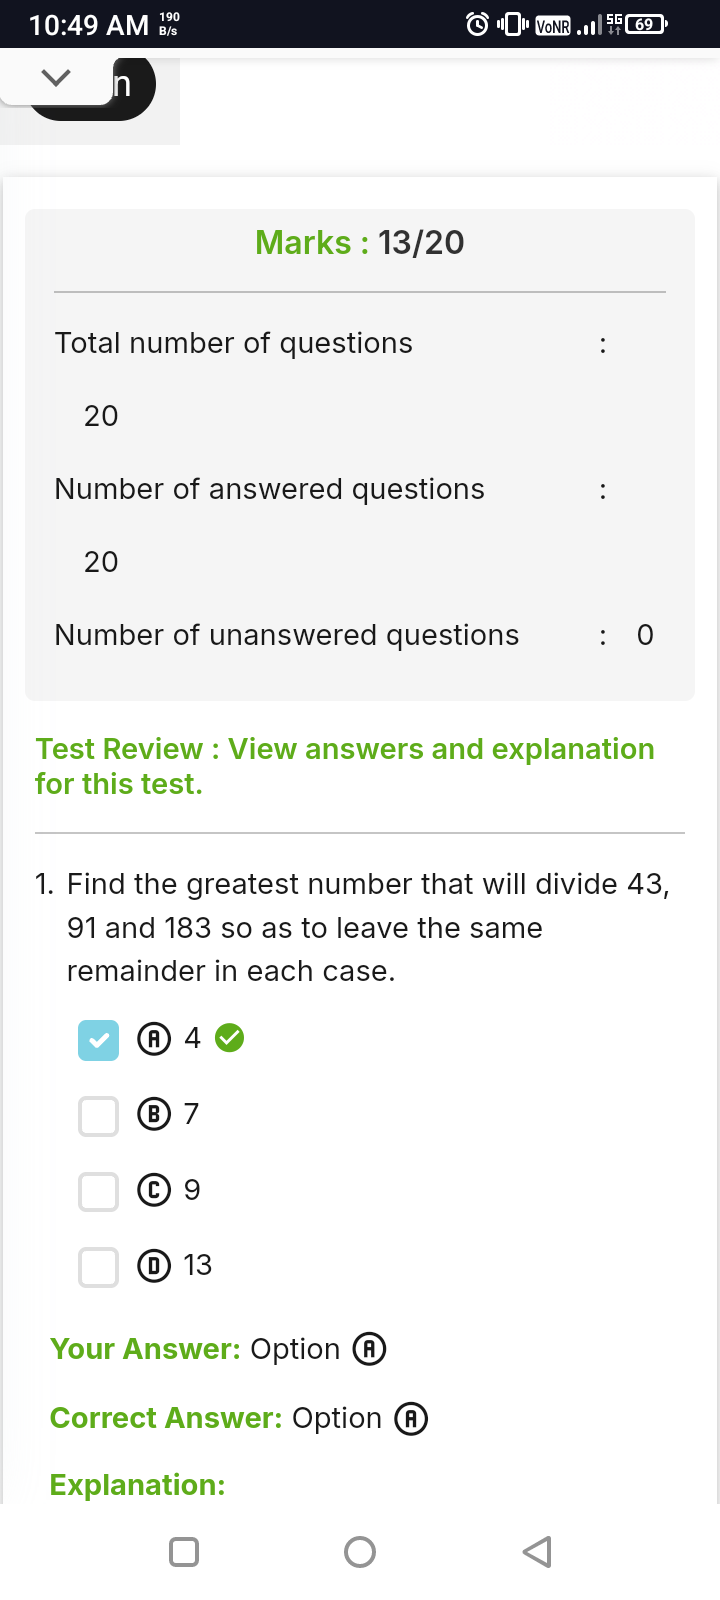 10:49 AM 190 B/s VoNR 5G 69
n
Marks : 13/20
Total number of questions :
20
Number of answered questions :
20
Number of unanswered questions : 0
Test Review : View answers and explanation
for this test.
1. Find the greatest number that will divide 43,
91 and 183 so as to leave the same
remainder in each case.
A 4
B 7
C 9
D 13
Your Answer: Option A
Correct Answer: Option A
Explanation: